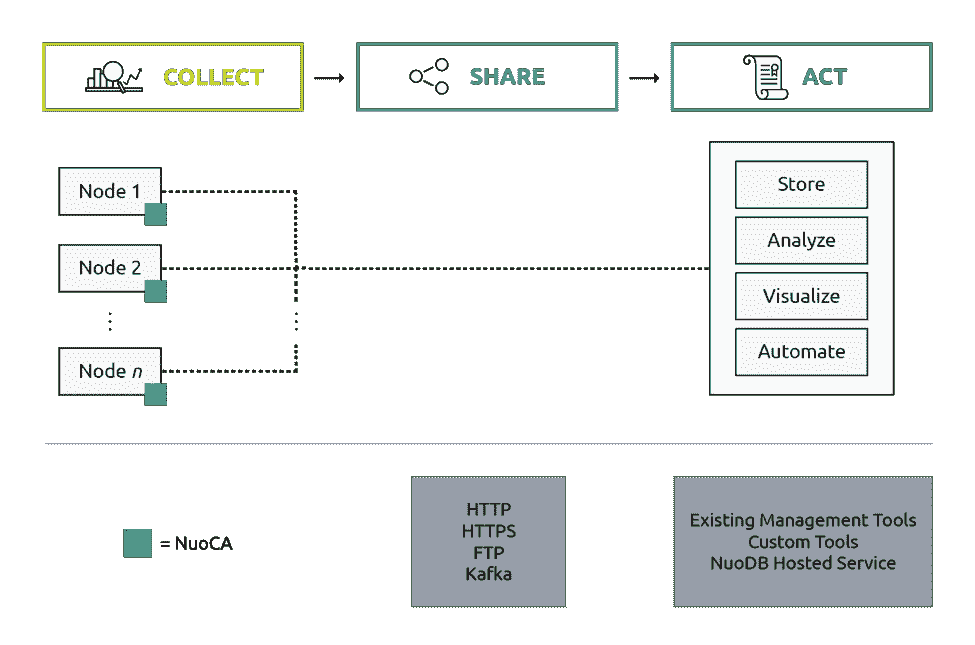 COLLECT
SHARE
ACT
Node 1
Node 2
Node n
Store
Analyze
Visualize
Automate
= NuoCA
HTTP
HTTPS
FTP
Kafka
Existing Management Tools
Custom Tools
NuoDB Hosted Service